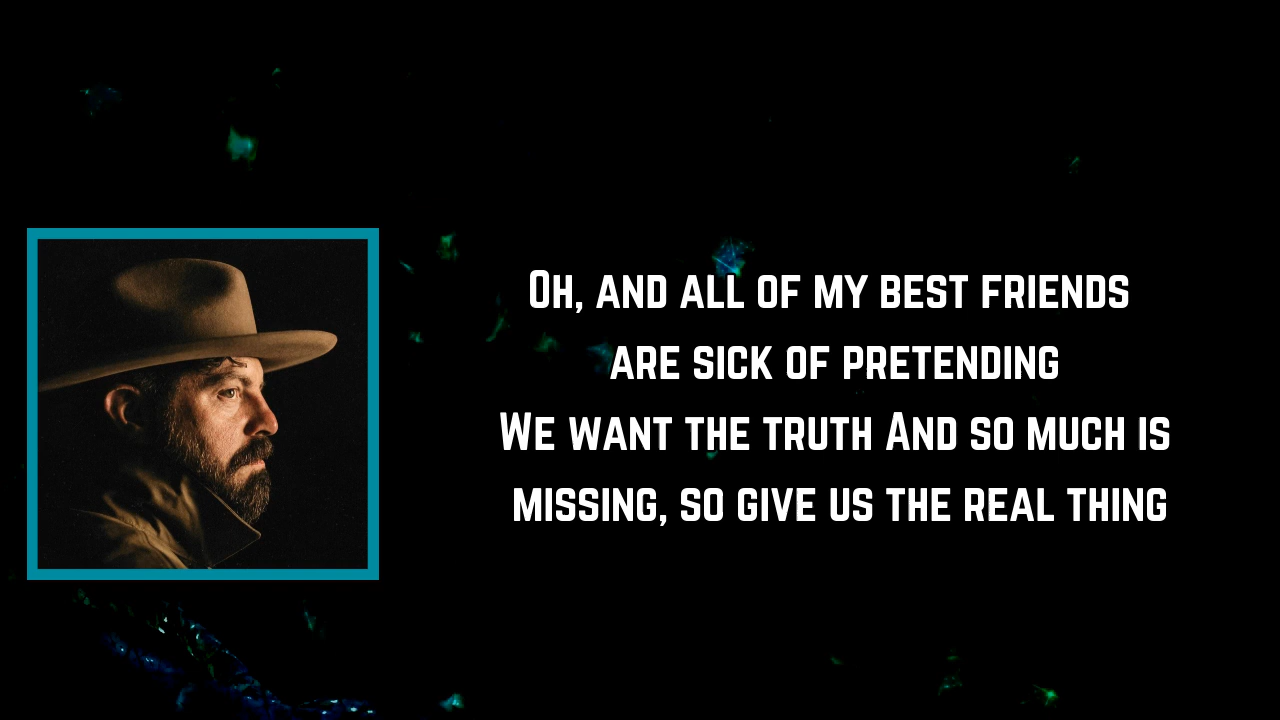 Oh, and all of my best friends
are sick of pretending
We want the truth And so much is
missing, so give us the real thing